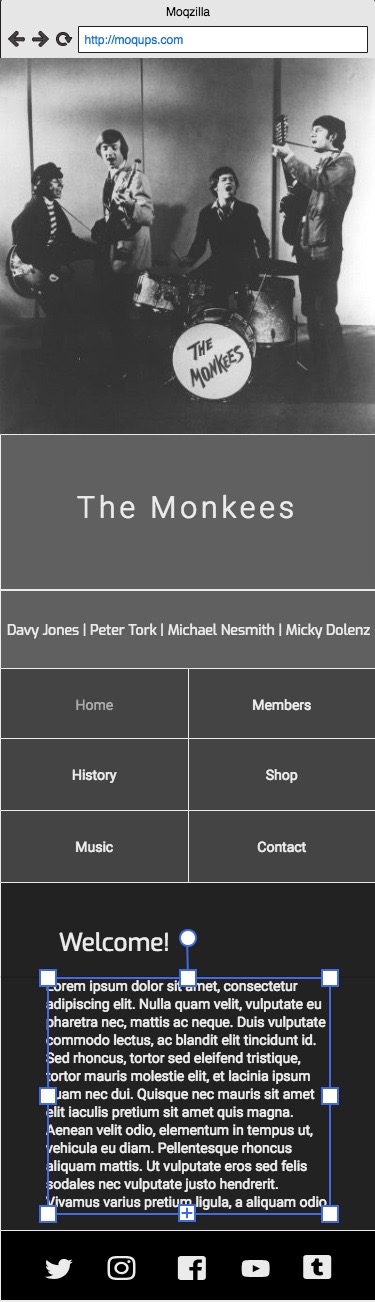 Moqzilla
http://moqups.com
THE
MONKEES
The Monkees
Davy Jones | Peter Tork | Michael Nesmith | Micky Dolenz
Home
Members
History
Shop
Music
Contact
Welcome!
Lorem ipsum dolor sit amet, consectetur
adipiscing elit. Nulla quam velit, vulputate eu
pharetra nec, mattis ac neque. Duis vulputate
commodo lectus, ac blandit elit tincidunt id.
Sed rhoncus, tortor sed eleifend tristique,
tortor mauris molestie elit, et lacinia ipsum
quam nec dui. Quisque nec mauris sit amet
elit iaculis pretium sit amet quis magna.
Aenean velit odio, elementum in tempus ut,
vehicula eu diam. Pellentesque rhoncus
aliquam mattis. Ut vulputate eros sed felis
sodales nec vulputate justo hendrerit.
Vivamus varius pretium ligula, a aliquam odio